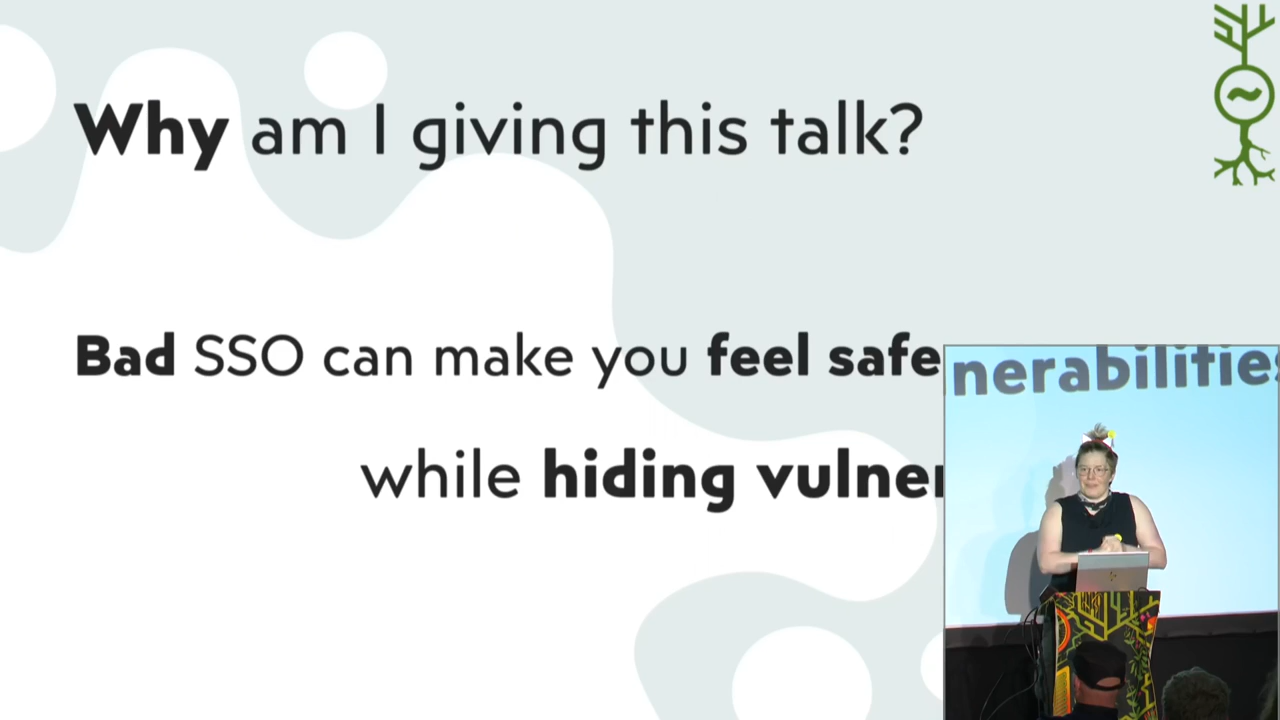 Why am I giving this talk?
Bad SSO can make you feel safe
while hiding vulner
nerabilities